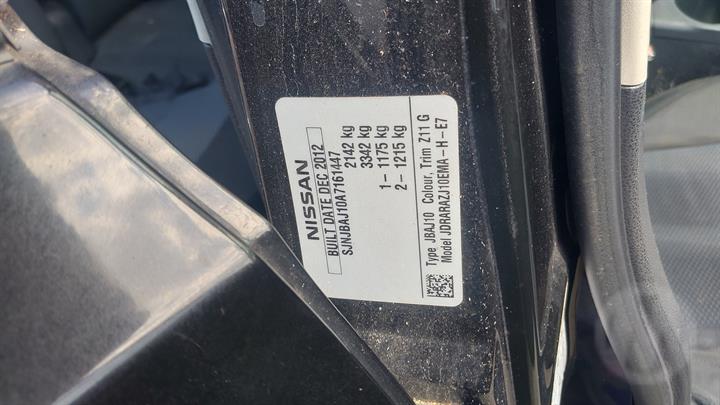 NISSAN
BUILT DATE DEC 2012
SJNJBAJ10A7161447
2142 kg
3342 kg
1- 1175 kg
2- 1215 kg
Type JBAJ10 Colour, Trim Z11 G
Model JDRARAZJ10EMA-H-E7